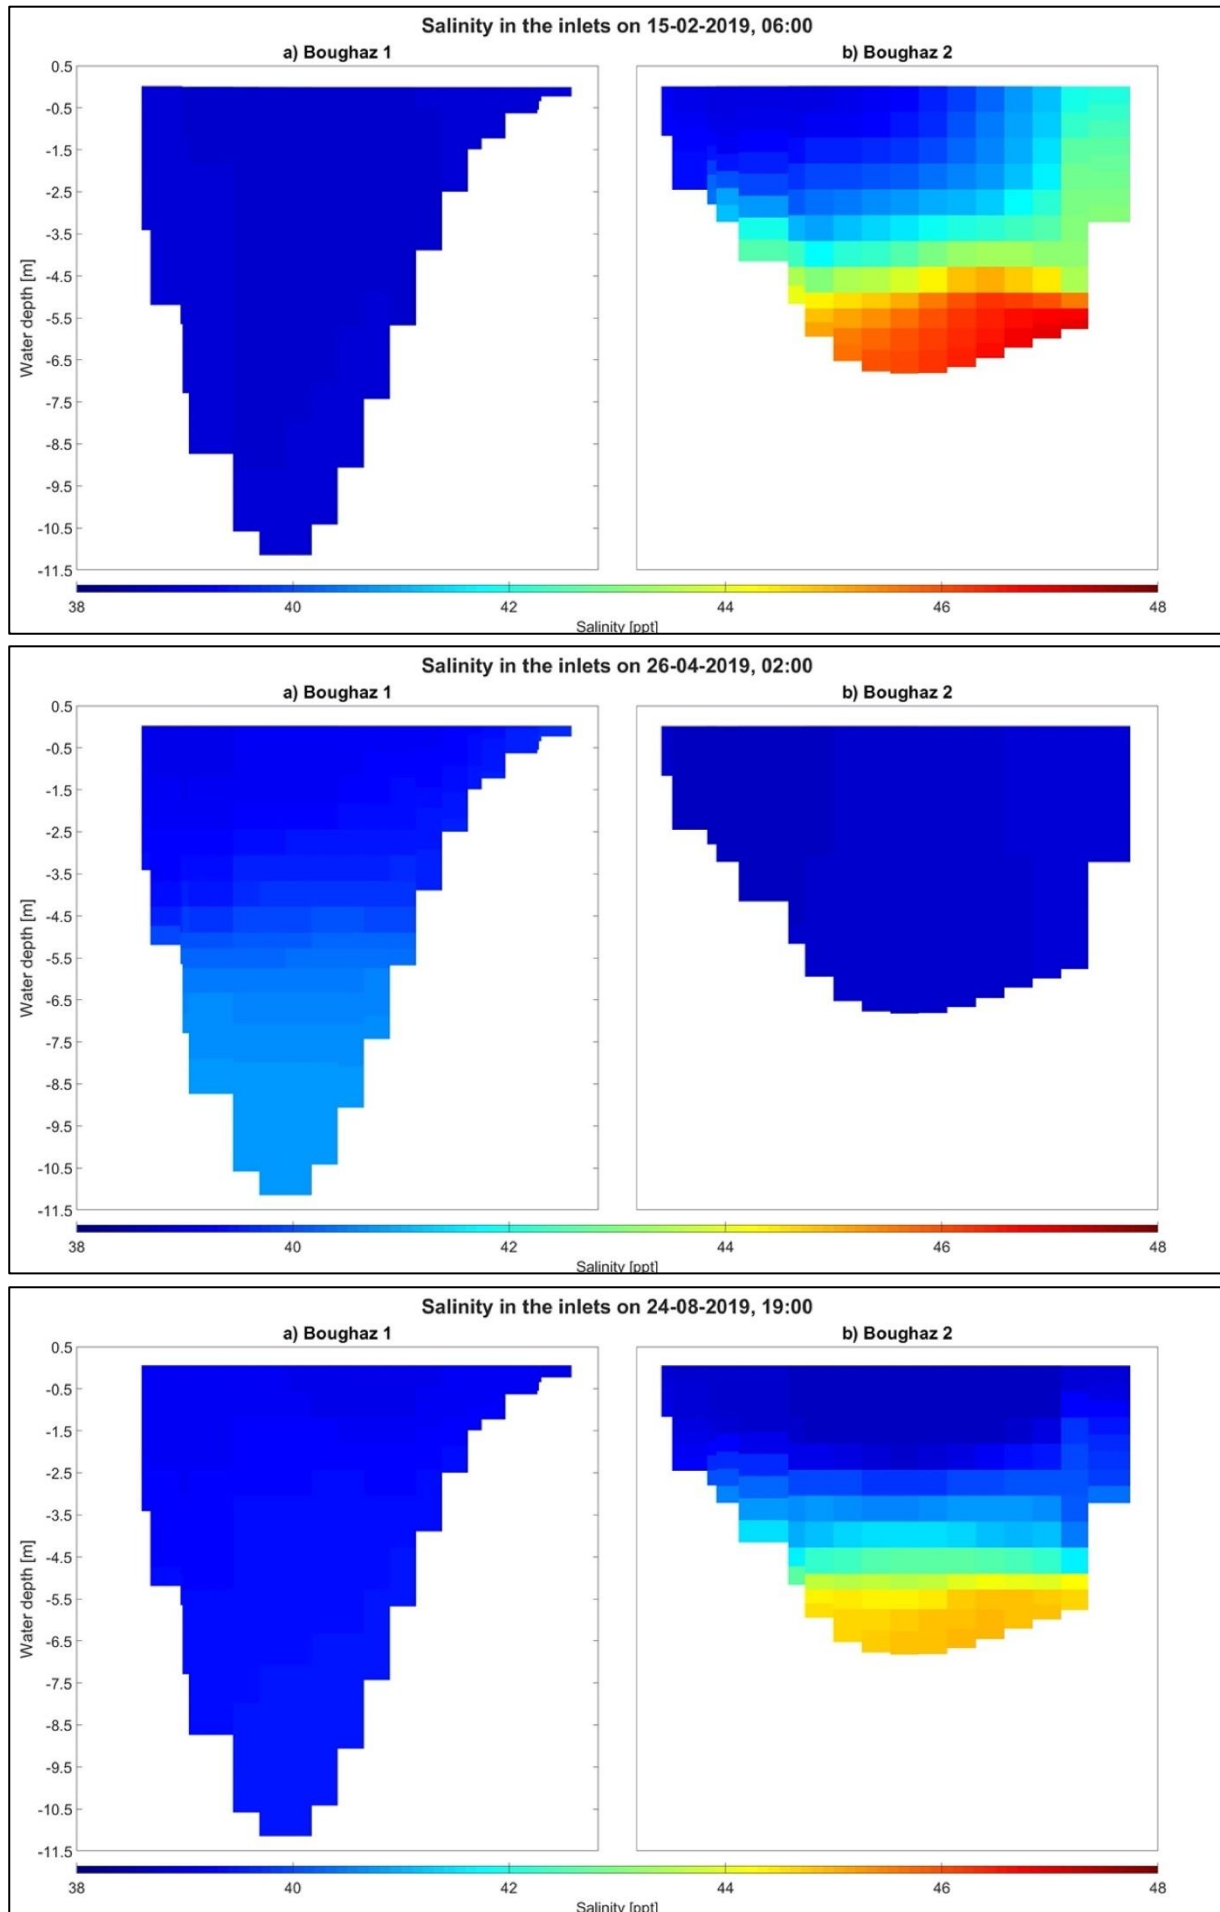 Salinity in the inlets on 15-02-2019, 06:00
a) Boughaz 1
b) Boughaz 2
0.5
-0.5
-1.5
-2.5
-3.5
-4.5
-5.5
-6.5
-7.5
-8.5
-9.5
-10.5
-11.5
Water depth [m]
38 40 42 44 46 48
Salinity [ppt]
Salinity in the inlets on 26-04-2019, 02:00
a) Boughaz 1
b) Boughaz 2
0.5
-0.5
-1.5
-2.5
-3.5
-4.5
-5.5
-6.5
-7.5
-8.5
-9.5
-10.5
-11.5
Water depth [m]
38 40 42 44 46 48
Salinity [ppt]
Salinity in the inlets on 24-08-2019, 19:00
a) Boughaz 1
b) Boughaz 2
0.5
-0.5
-1.5
-2.5
-3.5
-4.5
-5.5
-6.5
-7.5
-8.5
-9.5
-10.5
-11.5
Water depth [m]
38 40 42 44 46 48
Salinity [ppt]